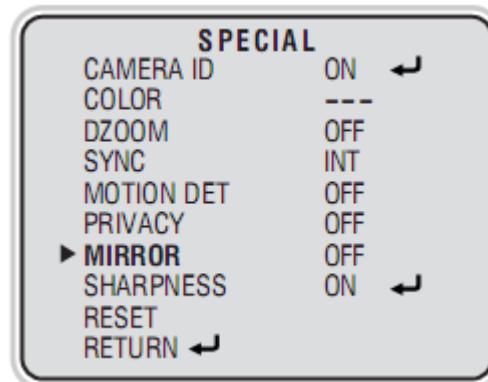 SPECIAL
CAMERA ID ON ↵
COLOR ---
DZOOM OFF
SYNC INT
MOTION DET OFF
PRIVACY OFF
▶ MIRROR OFF
SHARPNESS ON ↵
RESET
RETURN ↵